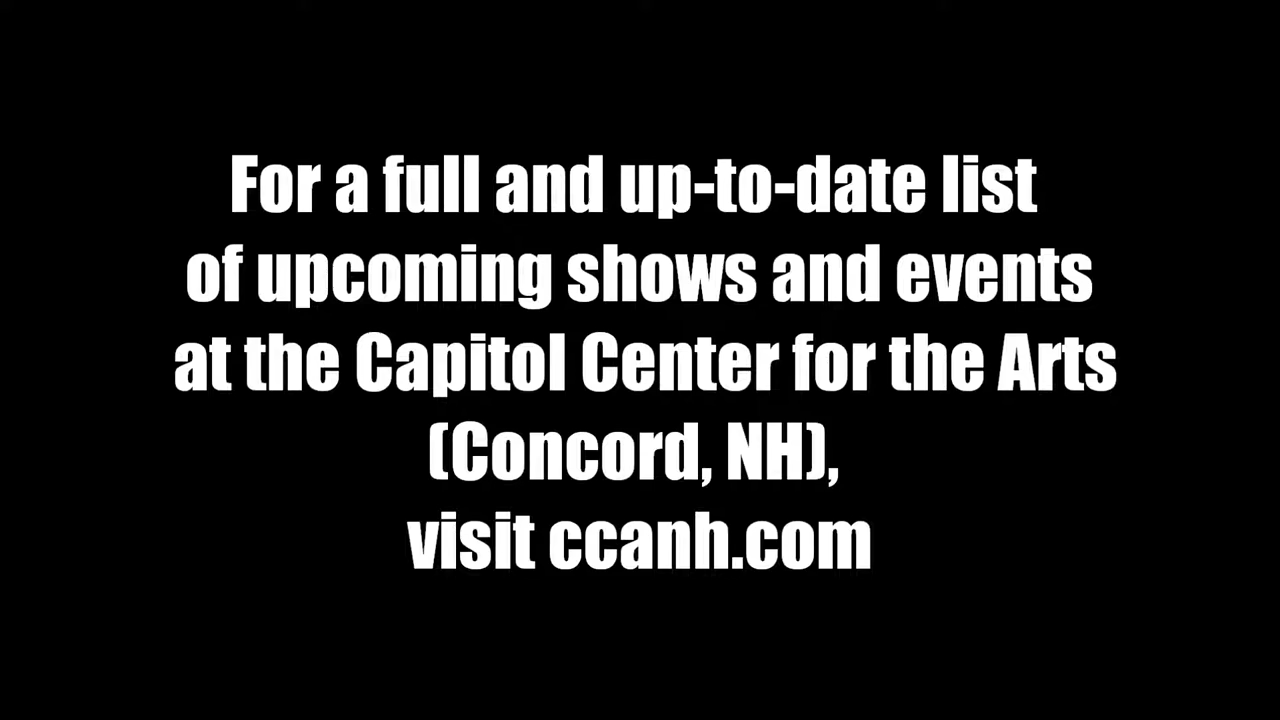 For a full and up-to-date list
of upcoming shows and events
at the Capitol Center for the Arts
(Concord, NH),
visit ccanh.com